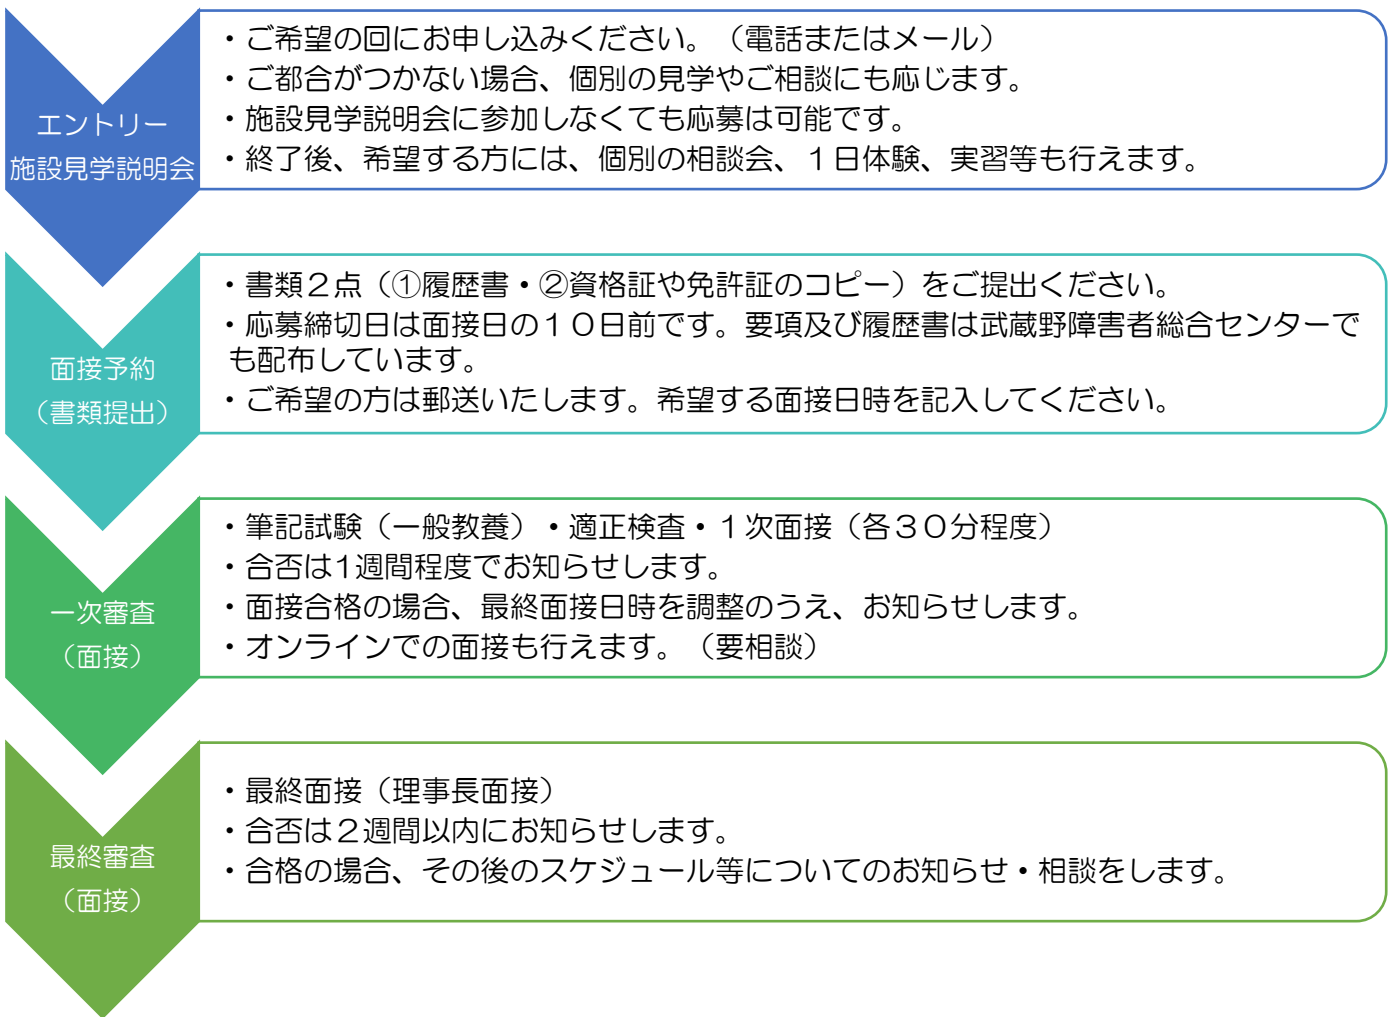 エントリー
施設見学説明会
・ご希望の回にお申し込みください。（電話またはメール）
・ご都合がつかない場合、個別の見学やご相談にも応じます。
・施設見学説明会に参加しなくても応募は可能です。
・終了後、希望する方には、個別の相談会、１日体験、実習等も行えます。
面接予約
（書類提出）
・書類２点（①履歴書・②資格証や免許証のコピー）をご提出ください。
・応募締切日は面接日の１０日前です。要項及び履歴書は武蔵野障害者総合センターで
も配布しています。
・ご希望の方は郵送いたします。希望する面接日時を記入してください。
一次審査
（面接）
・筆記試験（一般教養）・適正検査・１次面接（各３０分程度）
・合否は1週間程度でお知らせします。
・面接合格の場合、最終面接日時を調整のうえ、お知らせします。
・オンラインでの面接も行えます。（要相談）
最終審査
（面接）
・最終面接（理事長面接）
・合否は２週間以内にお知らせします。
・合格の場合、その後のスケジュール等についてのお知らせ・相談をします。